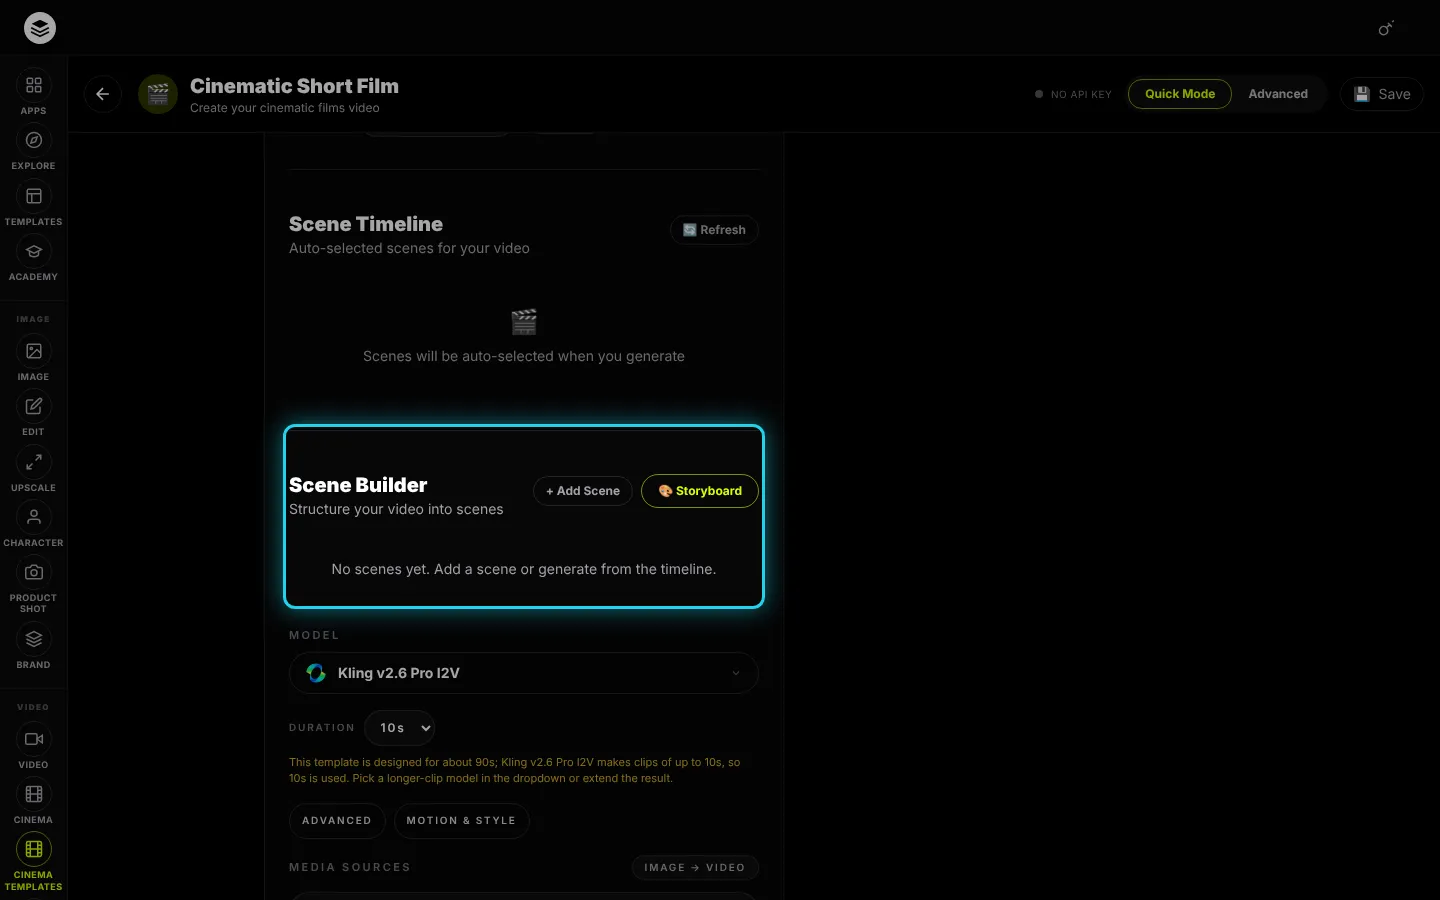 Cinematic Short Film
Create your cinematic films video
NO API KEY
Quick Mode
Advanced
Save
APPS
EXPLORE
TEMPLATES
ACADEMY
IMAGE
IMAGE
EDIT
UPSCALE
CHARACTER
PRODUCT
SHOT
BRAND
VIDEO
VIDEO
CINEMA
CINEMA
TEMPLATES
Scene Timeline
Auto-selected scenes for your video
Refresh
Scenes will be auto-selected when you generate
Scene Builder
Structure your video into scenes
+ Add Scene
Storyboard
No scenes yet. Add a scene or generate from the timeline.
MODEL
Kling v2.6 Pro I2V
DURATION
10s
This template is designed for about 90s; Kling v2.6 Pro I2V makes clips of up to 10s, so
10s is used. Pick a longer-clip model in the dropdown or extend the result.
ADVANCED
MOTION & STYLE
MEDIA SOURCES
IMAGE → VIDEO